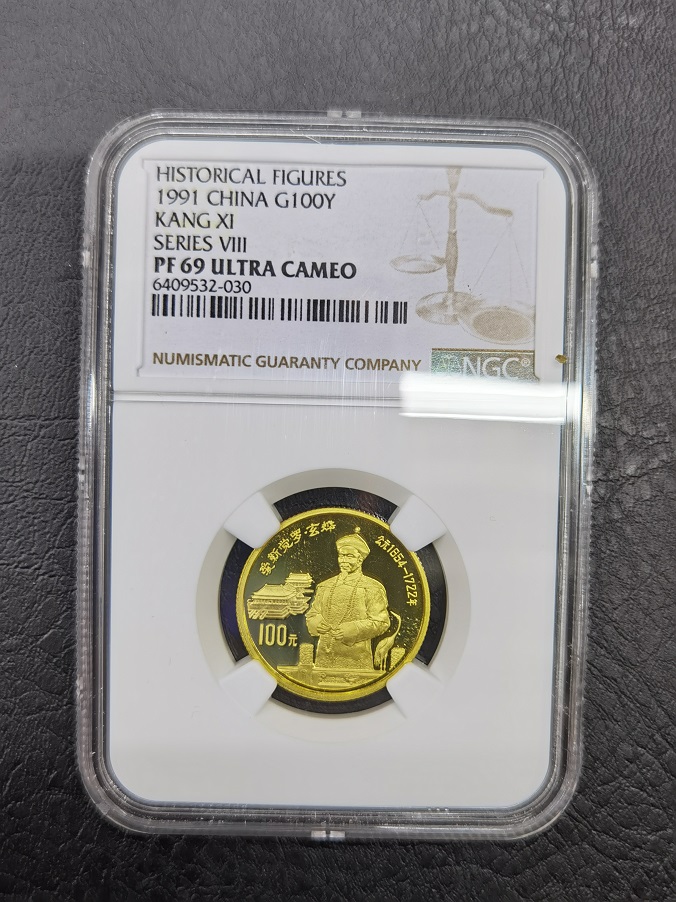 HISTORICAL FIGURES
1991 CHINA G100Y
KANG XI
SERIES VIII
PF 69 ULTRA CAMEO
6409532-030
NUMISMATIC GUARANTY COMPANY
NGC®
爱新觉罗·玄烨
公元1654—1722年
100元